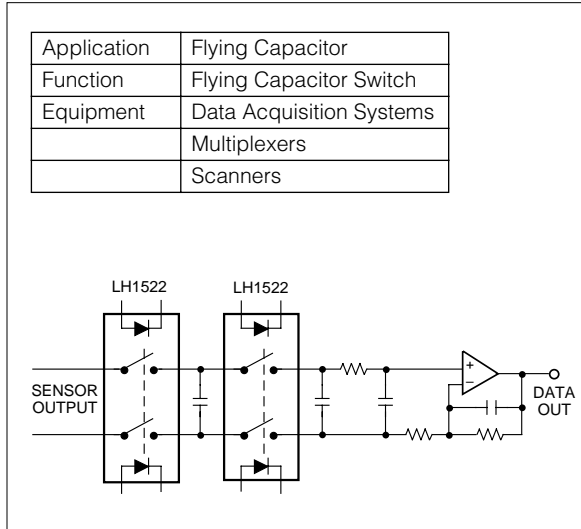 Application Flying Capacitor
Function Flying Capacitor Switch
Equipment Data Acquisition Systems
Multiplexers
Scanners
LH1522 LH1522
SENSOR
OUTPUT
+
–
DATA
OUT